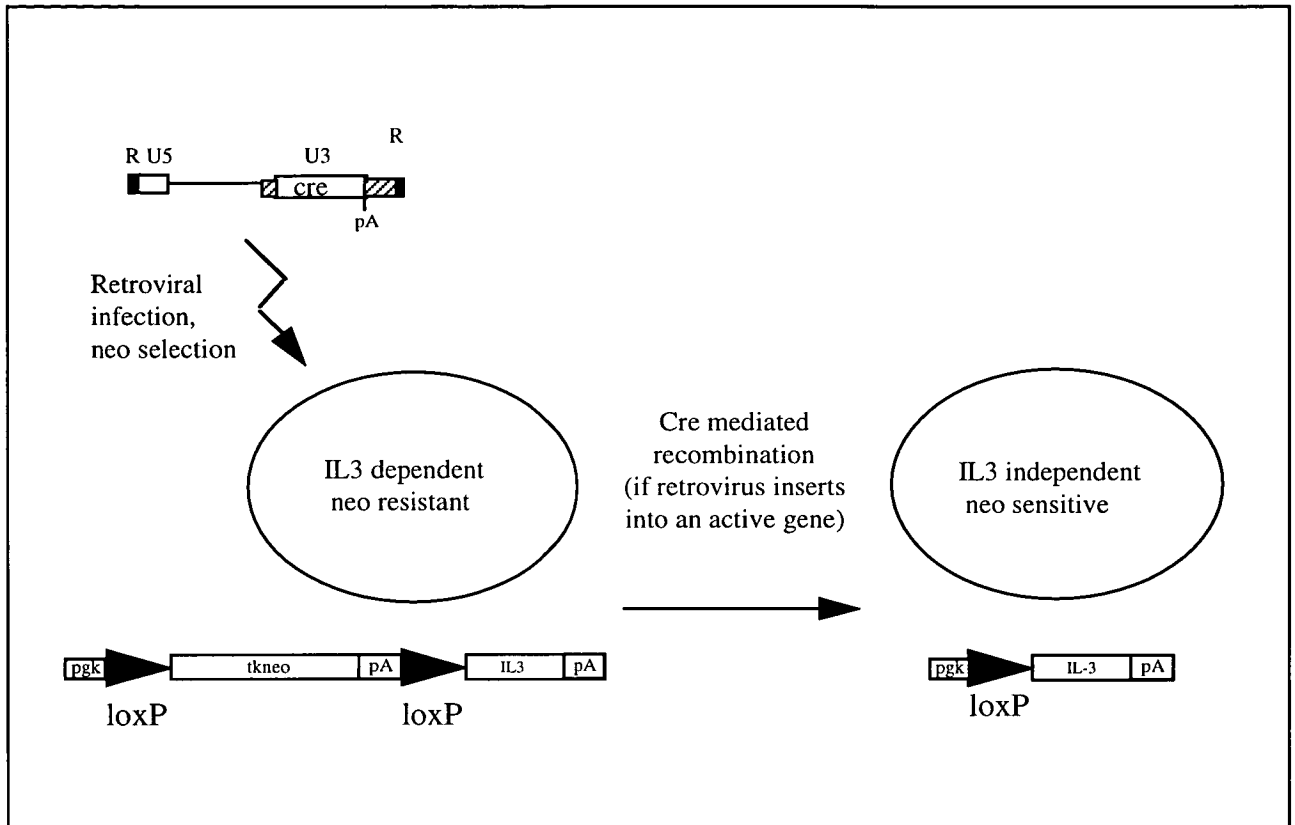 R
R U5
U3
cre
pA
Retroviral
infection,
neo selection
IL3 dependent
neo resistant
Cre mediated
recombination
(if retrovirus inserts
into an active gene)
IL3 independent
neo sensitive
pgk
tkneo
pA
IL3
pA
loxP
loxP
pgk
IL-3
pA
loxP